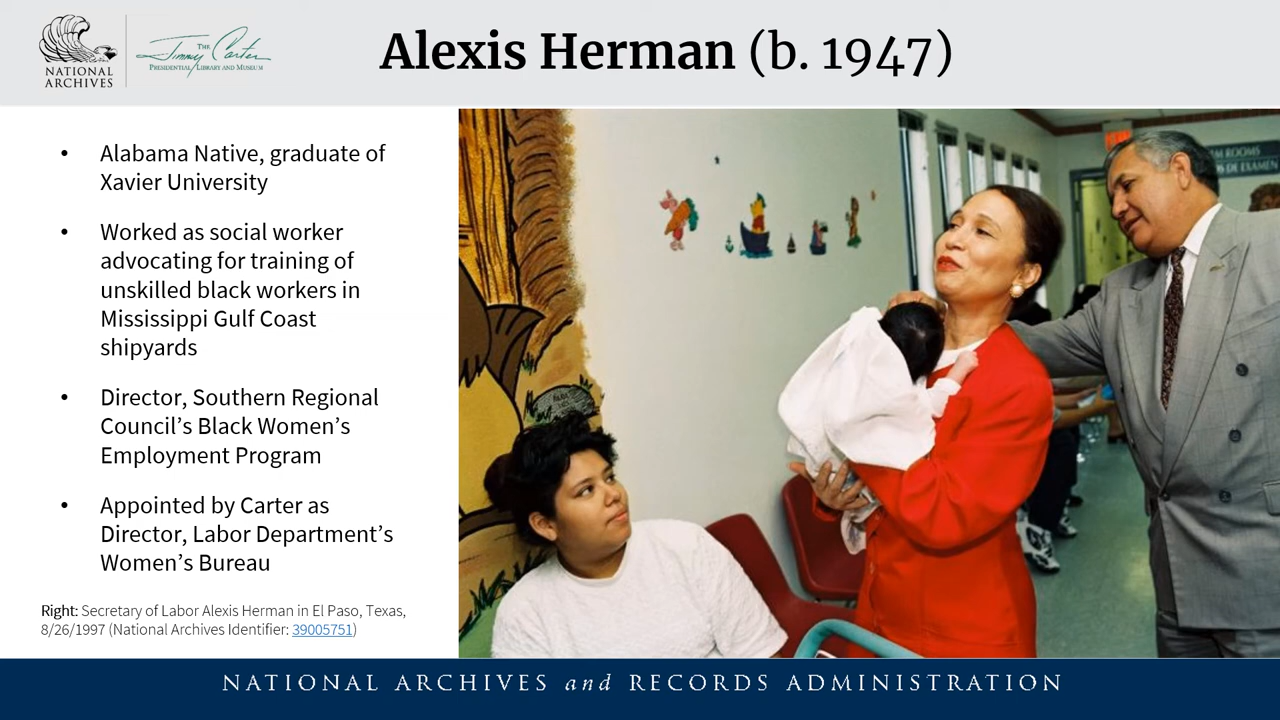 NATIONAL
ARCHIVES
THE
Jimmy Carter
PRESIDENTIAL LIBRARY AND MUSEUM
Alexis Herman (b. 1947)
• Alabama Native, graduate of
Xavier University
• Worked as social worker
advocating for training of
unskilled black workers in
Mississippi Gulf Coast
shipyards
• Director, Southern Regional
Council’s Black Women’s
Employment Program
• Appointed by Carter as
Director, Labor Department’s
Women’s Bureau
Right: Secretary of Labor Alexis Herman in El Paso, Texas,
8/26/1997 (National Archives Identifier: 39005751)
ROOMS
DE EXAMEN
NATIONAL ARCHIVES and RECORDS ADMINISTRATION